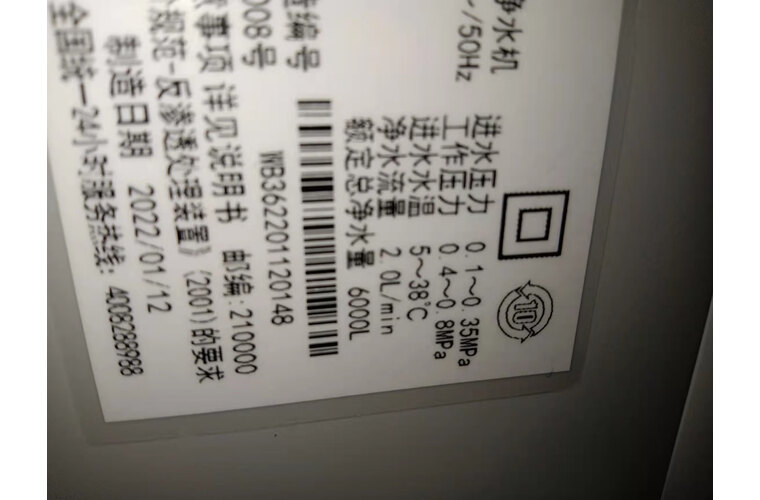 净水机
~/50Hz
进水压力 0.1~0.35MPa
工作压力 0.4~0.8MPa
进水水温 5~38℃
净水流量 2.0L/min
额定总净水量 6000L
10
编号
WB362201120148
008号
事项 详见说明书 邮编:210000
规范-反渗透处理装置》(2001)的要求
制造日期 2022/01/12
全国统一24小时服务热线: 4008288988